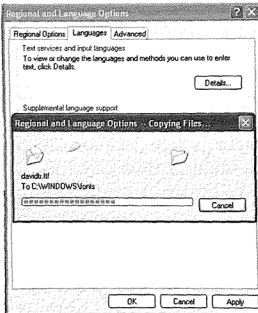 Regional and Language Options
Regional Options Languages Advanced
Text services and input languages
To view or change the languages and methods you can use to enter
text, click Details.
Details...
Supplemental language support
Regional and Language Options -- Copying Files...
davidtr.ttf
To C:\WINDOWS\fonts
Cancel
OK Cancel Apply